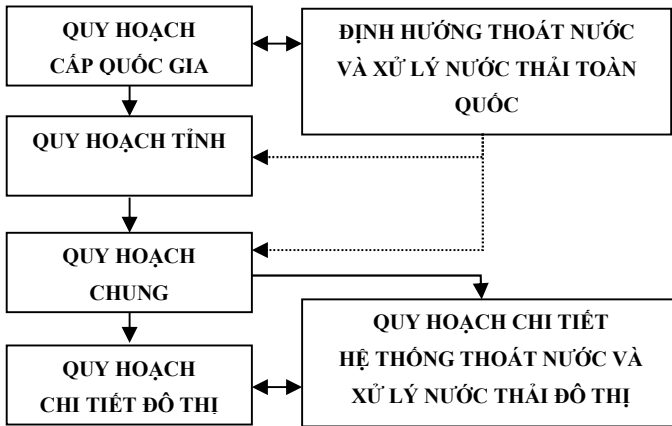 QUY HOẠCH
CẤP QUỐC GIA
ĐỊNH HƯỚNG THOÁT NƯỚC
VÀ XỬ LÝ NƯỚC THẢI TOÀN
QUỐC
QUY HOẠCH TỈNH
QUY HOẠCH
CHUNG
QUY HOẠCH CHI TIẾT
HỆ THỐNG THOÁT NƯỚC VÀ
XỬ LÝ NƯỚC THẢI ĐÔ THỊ
QUY HOẠCH
CHI TIẾT ĐÔ THỊ